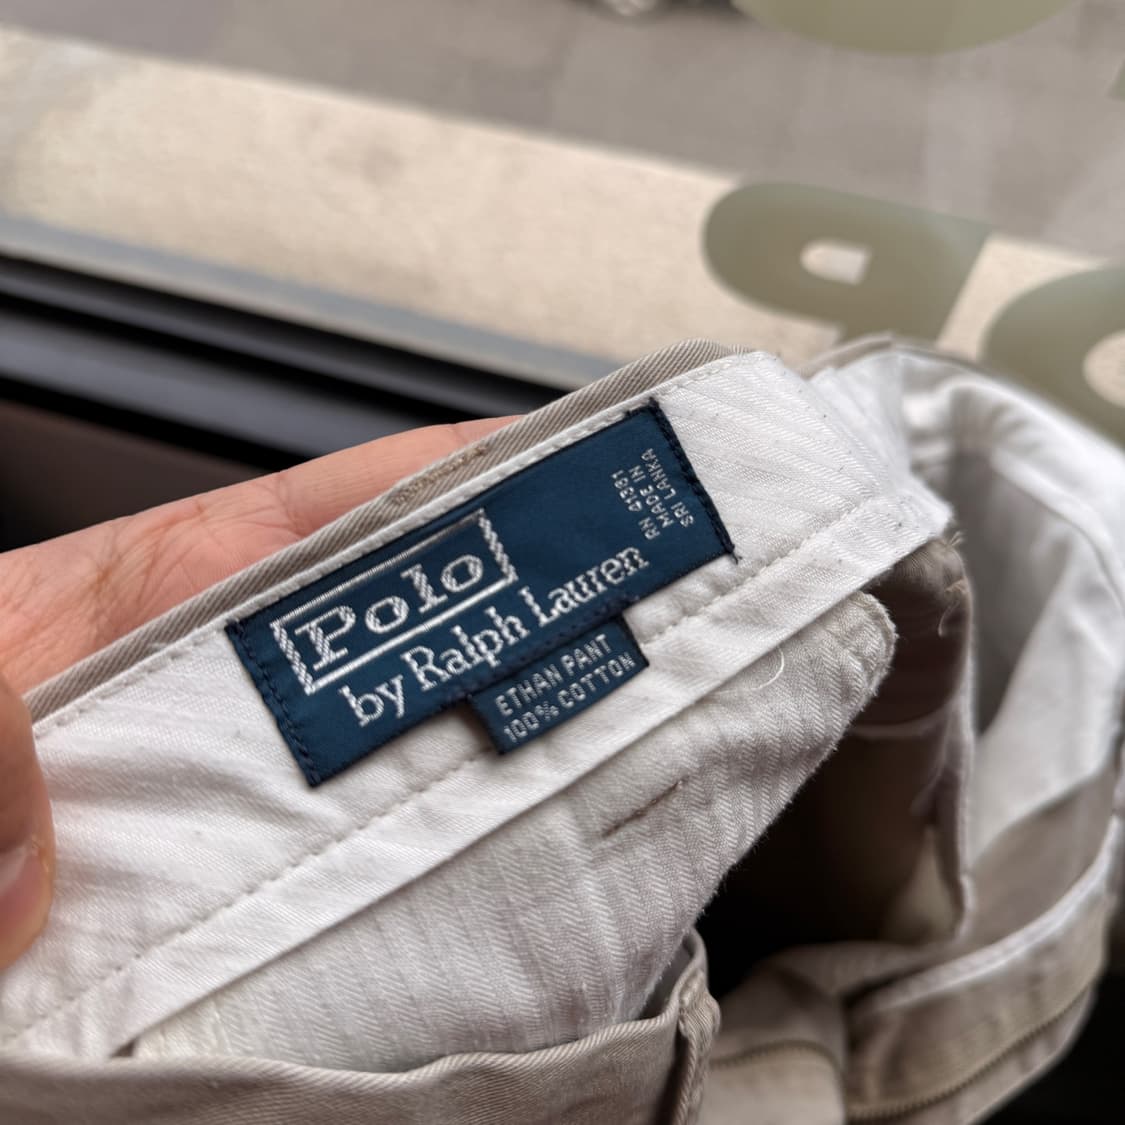 Polo
by Ralph Lauren
RN 41381
MADE IN
SRI LANKA
ETHAN PANT
100% COTTON